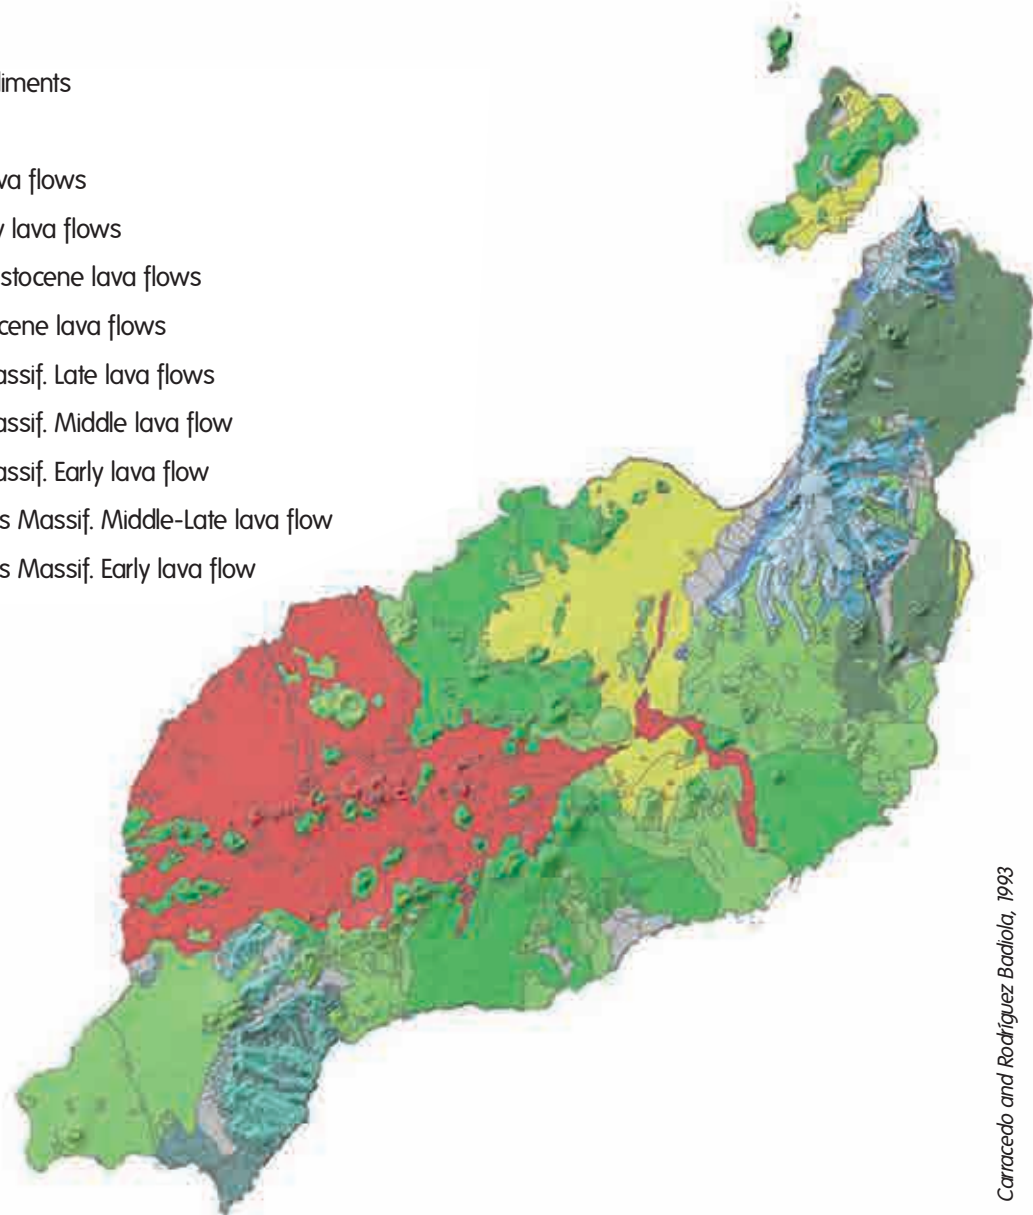 liments
va flows
y lava flows
stocene lava flows
cene lava flows
assif. Late lava flows
assif. Middle lava flow
assif. Early lava flow
s Massif. Middle-Late lava flow
s Massif. Early lava flow
Carracedo and Rodríguez Badiola, 1993